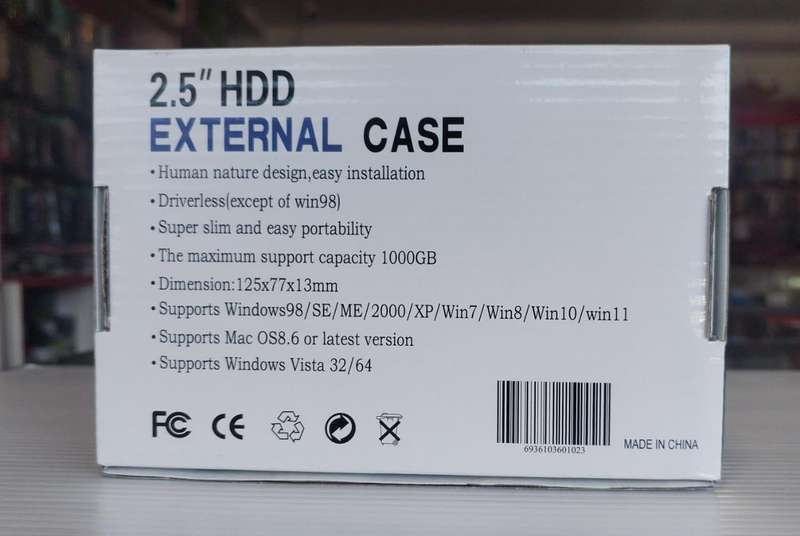 2.5" HDD
EXTERNAL CASE
•Human nature design,easy installation
•Driverless(except of win98)
•Super slim and easy portability
•The maximum support capacity 1000GB
•Dimension:125x77x13mm
•Supports Windows98/SE/ME/2000/XP/Win7/Win8/Win10/win11
•Supports Mac OS8.6 or latest version
•Supports Windows Vista 32/64
FC CE
6936103601023
MADE IN CHINA